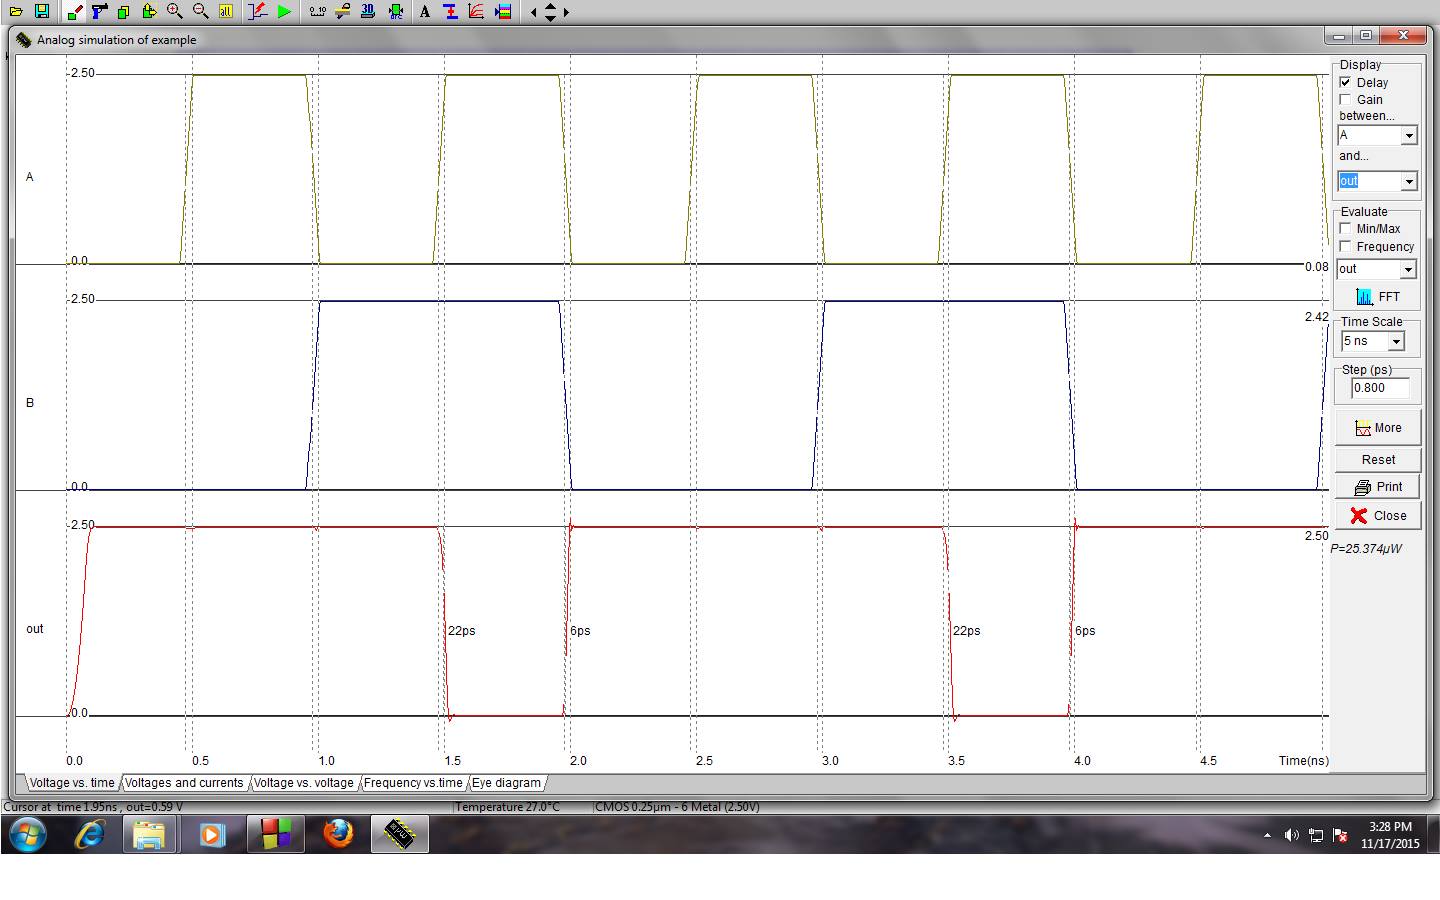 0.10
3D
A
all
Analog simulation of example
2.50
A
0.0
0.08
2.50
2.42
B
0.0
2.50
2.50
out
22ps
6ps
22ps
6ps
0.0
0.0
0.5
1.0
1.5
2.0
2.5
3.0
3.5
4.0
4.5
Time(ns)
Display
Delay
Gain
between...
A
and...
out
Evaluate
Min/Max
Frequency
out
FFT
Time Scale
5 ns
Step (ps)
0.800
More
Reset
Print
Close
P=25.374µW
Voltage vs. time
Voltages and currents
Voltage vs. voltage
Frequency vs.time
Eye diagram
Cursor at time 1.95ns , out=0.59 V
Temperature 27.0°C
CMOS 0.25µm - 6 Metal (2.50V)
3:28 PM
11/17/2015